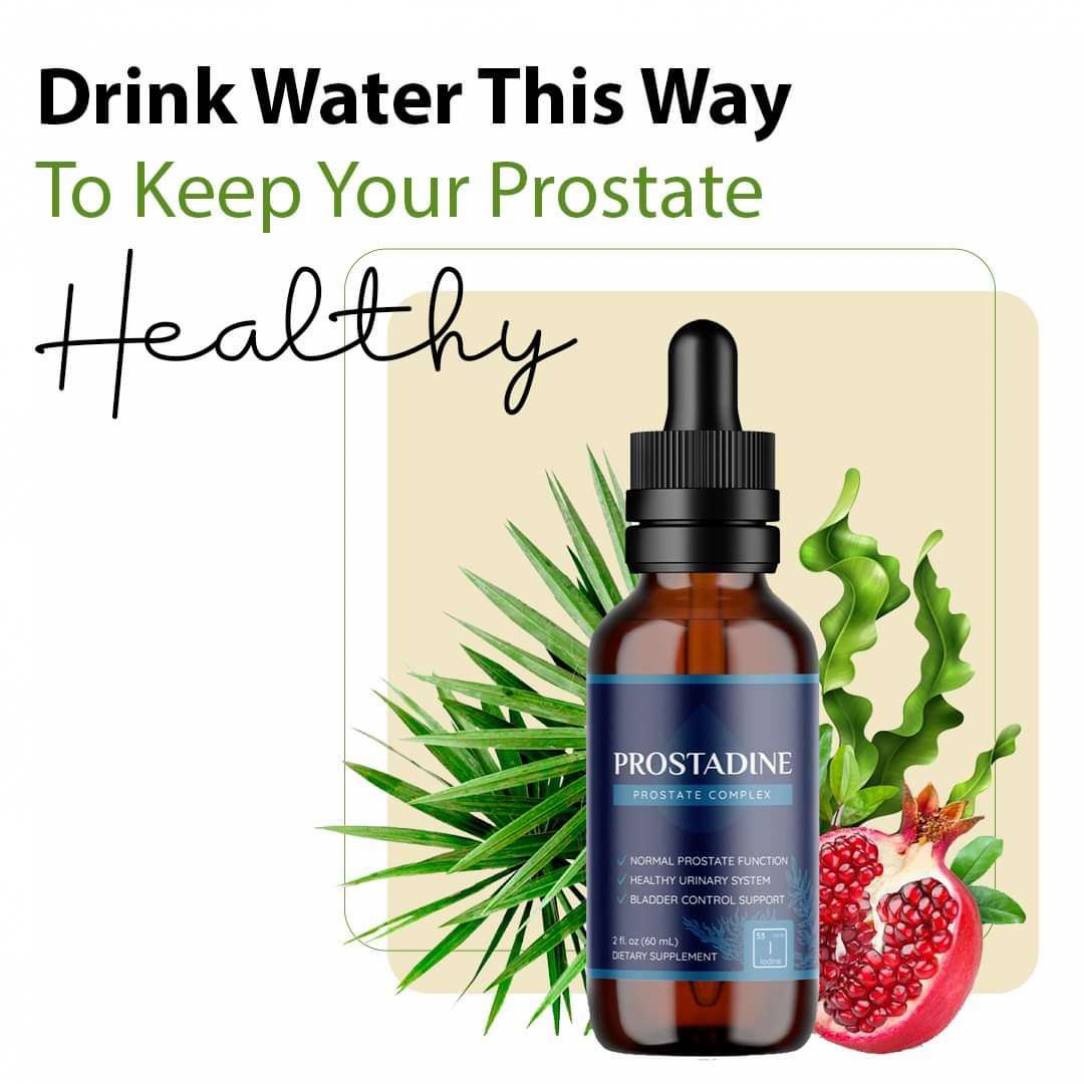 Drink Water This Way
To Keep Your Prostate
Healthy
PROSTADINE
PROSTATE COMPLEX
✓ NORMAL PROSTATE FUNCTION
✓ HEALTHY URINARY SYSTEM
✓ BLADDER CONTROL SUPPORT
2 fl. oz (60 mL)
DIETARY SUPPLEMENT
53
I
Iodine